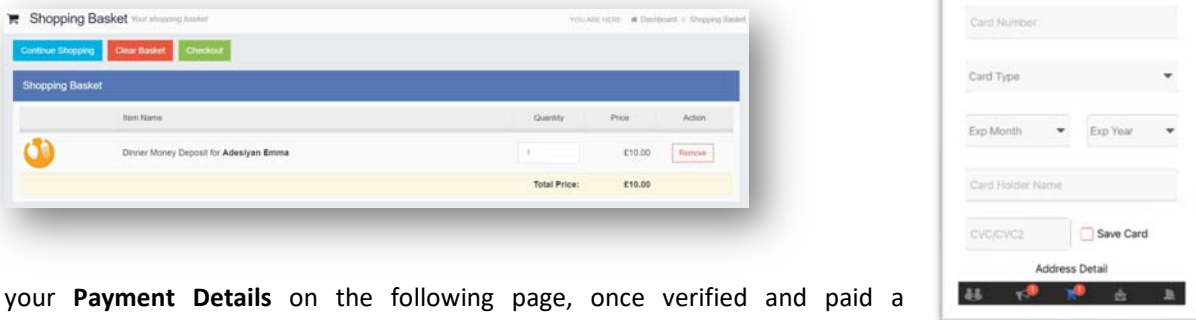 Shopping Basket Your shopping basket
YOU ARE HERE: Dashboard > Shopping Basket
Continue Shopping Clear Basket Checkout
Shopping Basket
Item Name Quantity Price Action
Dinner Money Deposit for Adesiyan Emma 1 £10.00 Remove
Total Price: £10.00
Card Number
Card Type
Exp Month Exp Year
Card Holder Name
CVC/CVC2 Save Card
Address Detail
1 1
your Payment Details on the following page, once verified and paid a